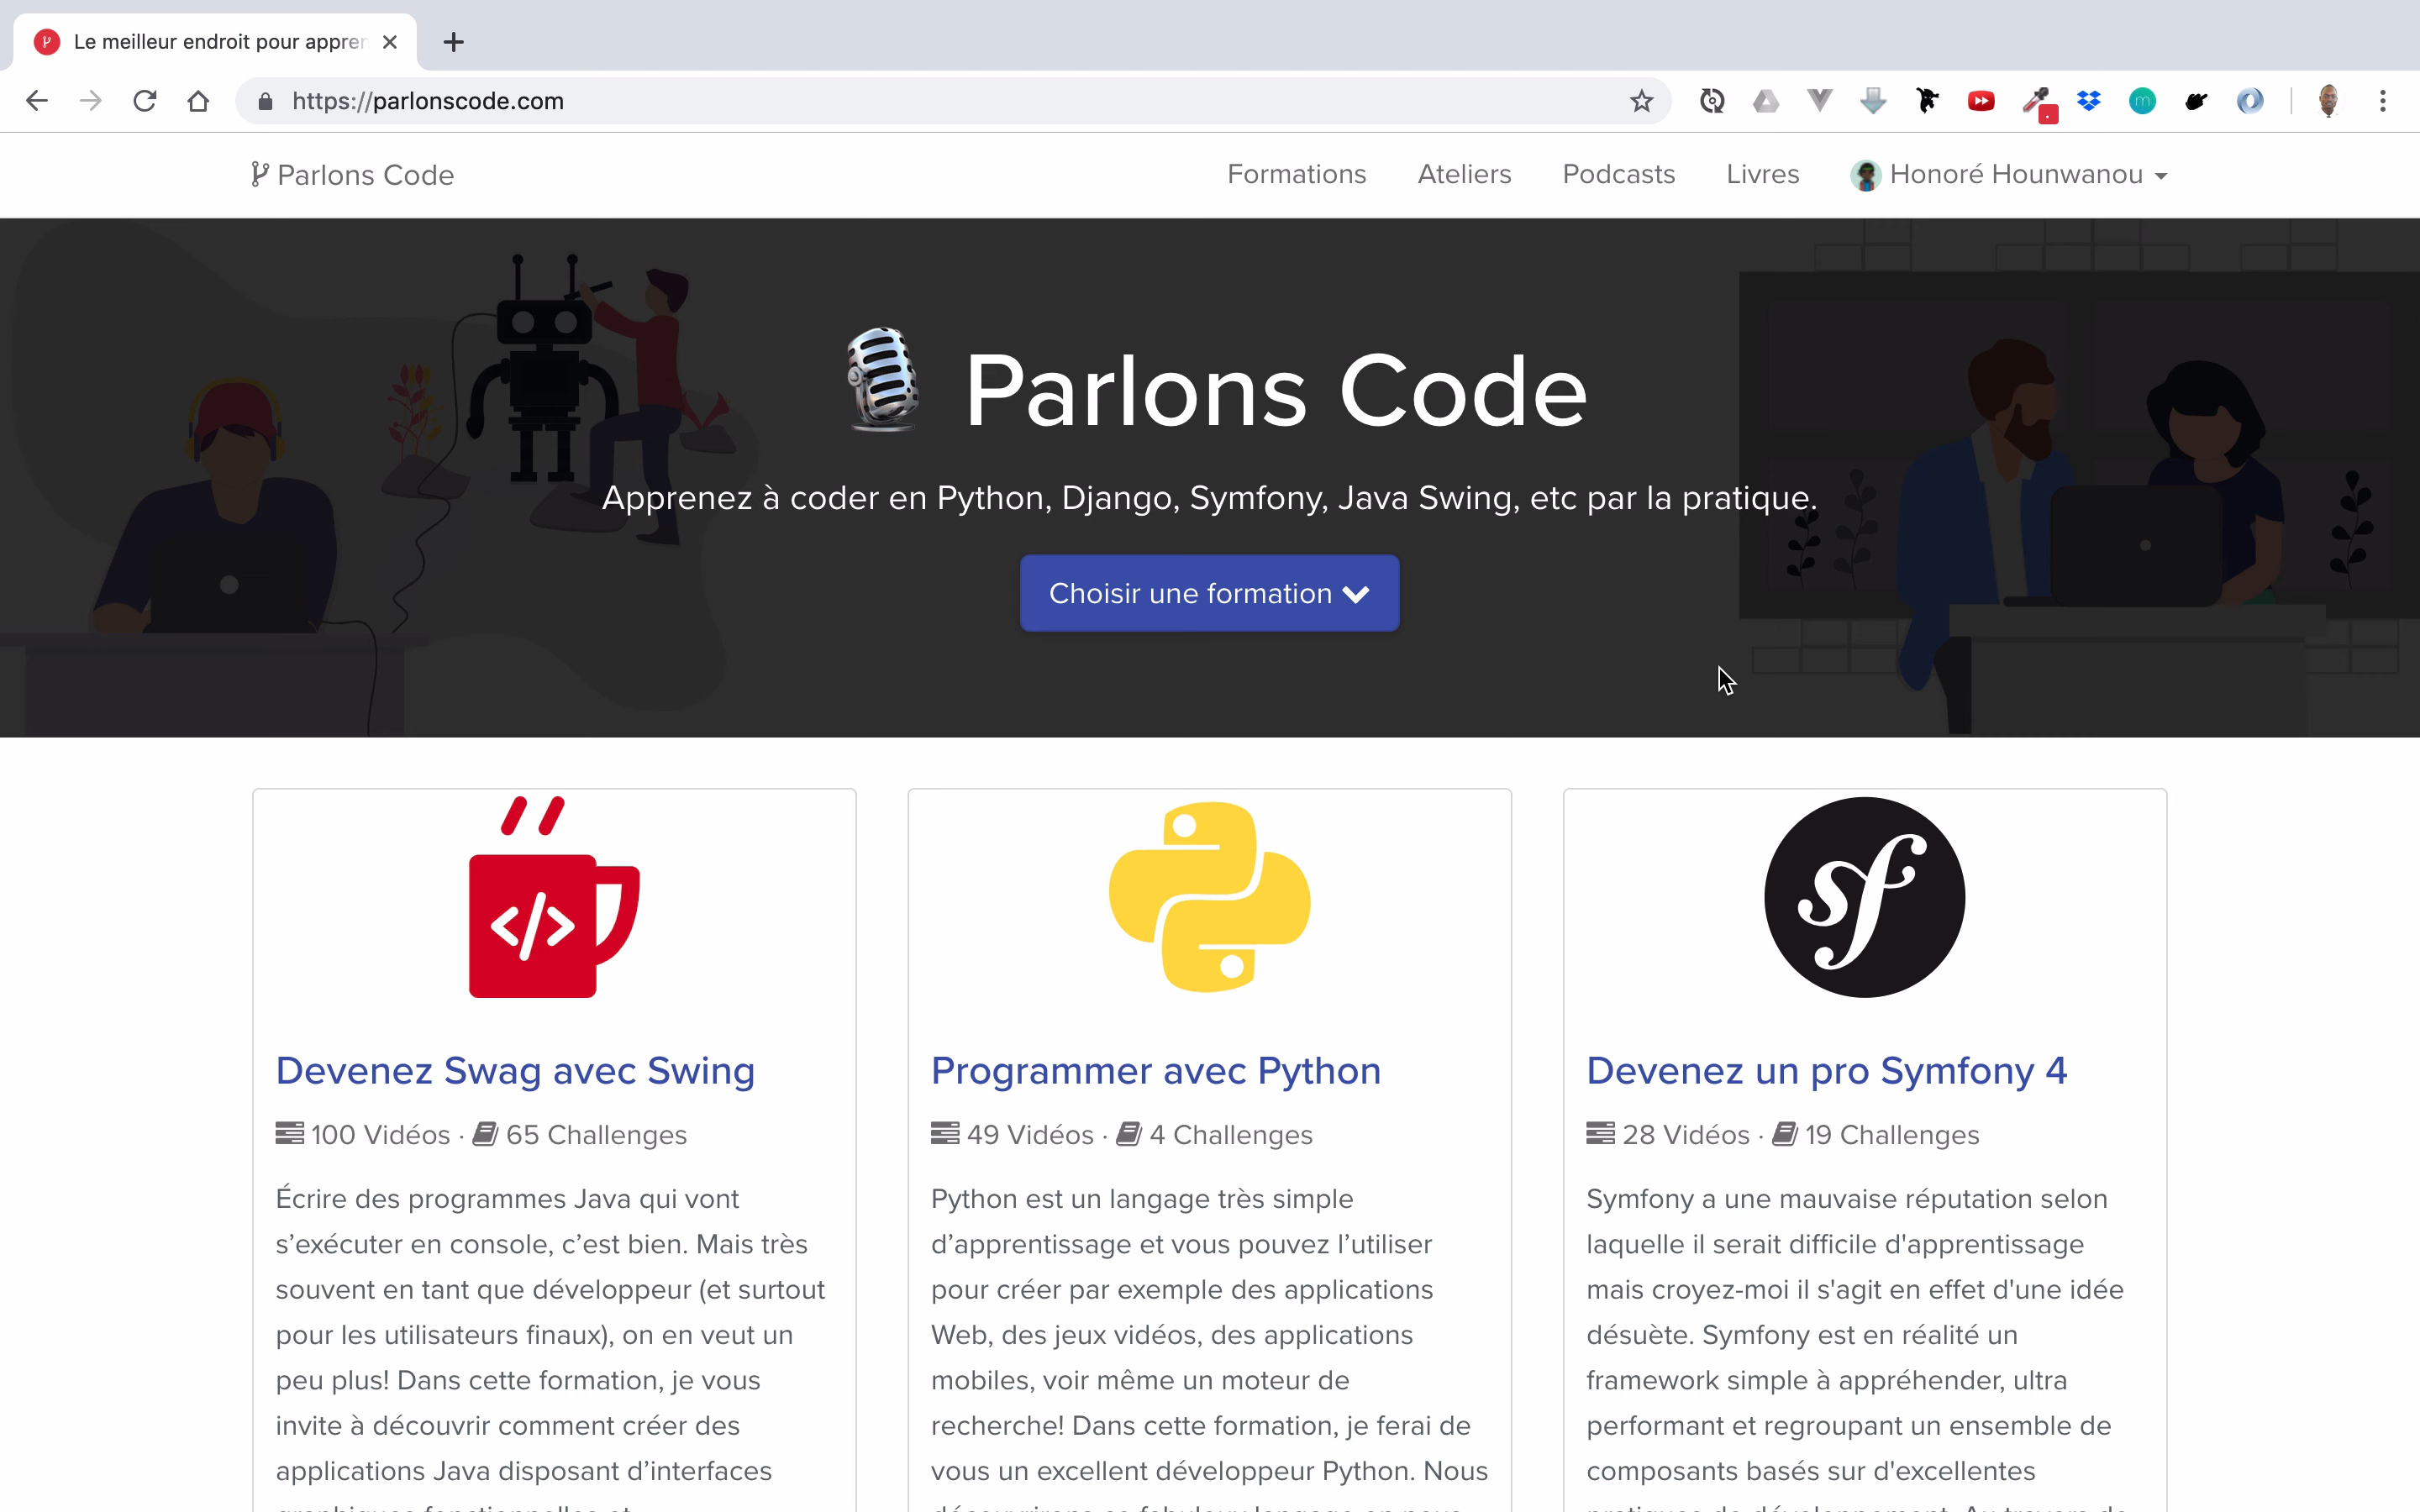 Le meilleur endroit pour appren
https://parlonscode.com
Parlons Code
Formations
Ateliers
Podcasts
Livres
Honoré Hounwanou
Parlons Code
Apprenez à coder en Python, Django, Symfony, Java Swing, etc par la pratique.
Choisir une formation
Devenez Swag avec Swing
100 Vidéos · 65 Challenges
Écrire des programmes Java qui vont
s’exécuter en console, c’est bien. Mais très
souvent en tant que développeur (et surtout
pour les utilisateurs finaux), on en veut un
peu plus! Dans cette formation, je vous
invite à découvrir comment créer des
applications Java disposant d’interfaces
Programmer avec Python
49 Vidéos · 4 Challenges
Python est un langage très simple
d’apprentissage et vous pouvez l’utiliser
pour créer par exemple des applications
Web, des jeux vidéos, des applications
mobiles, voir même un moteur de
recherche! Dans cette formation, je ferai de
vous un excellent développeur Python. Nous
Devenez un pro Symfony 4
28 Vidéos · 19 Challenges
Symfony a une mauvaise réputation selon
laquelle il serait difficile d'apprentissage
mais croyez-moi il s'agit en effet d'une idée
désuète. Symfony est en réalité un
framework simple à appréhender, ultra
performant et regroupant un ensemble de
composants basés sur d'excellentes